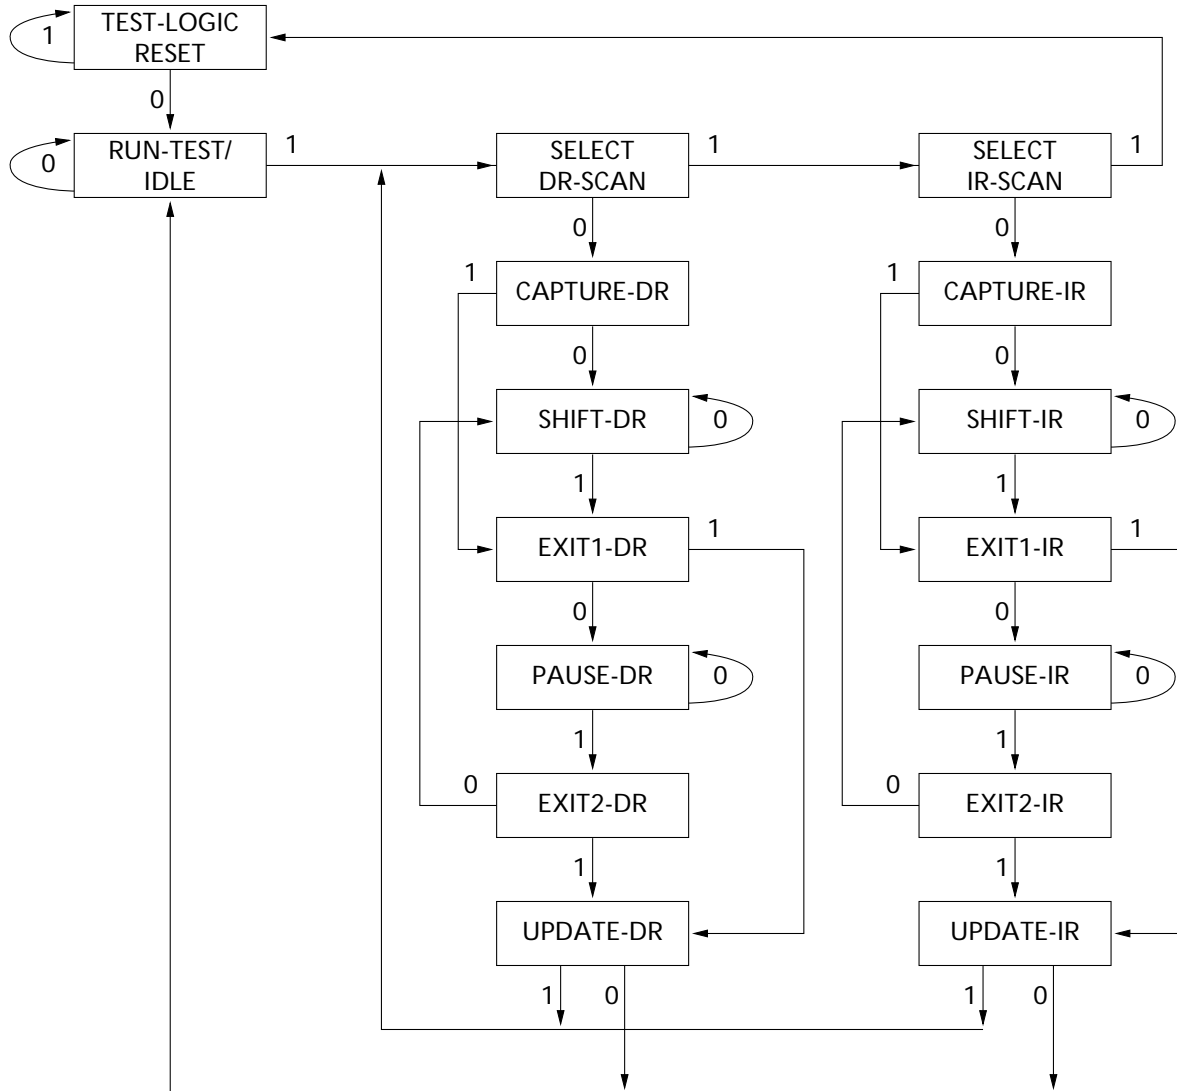 TEST-LOGIC
RESET
1
0
RUN-TEST/
IDLE
0
1
SELECT
DR-SCAN
1
SELECT
IR-SCAN
1
0
0
1
CAPTURE-DR
1
CAPTURE-IR
0
0
SHIFT-DR
0
SHIFT-IR
0
1
1
EXIT1-DR
1
EXIT1-IR
1
0
0
PAUSE-DR
0
PAUSE-IR
0
1
1
0
EXIT2-DR
0
EXIT2-IR
1
1
UPDATE-DR
UPDATE-IR
1
0
1
0